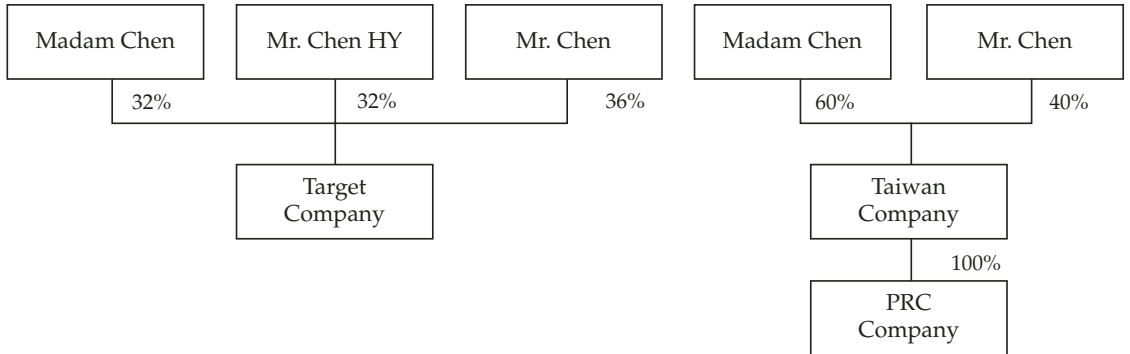 Madam Chen
Mr. Chen HY
Mr. Chen
Madam Chen
Mr. Chen
32%
32%
36%
60%
40%
Target
Company
Taiwan
Company
100%
PRC
Company